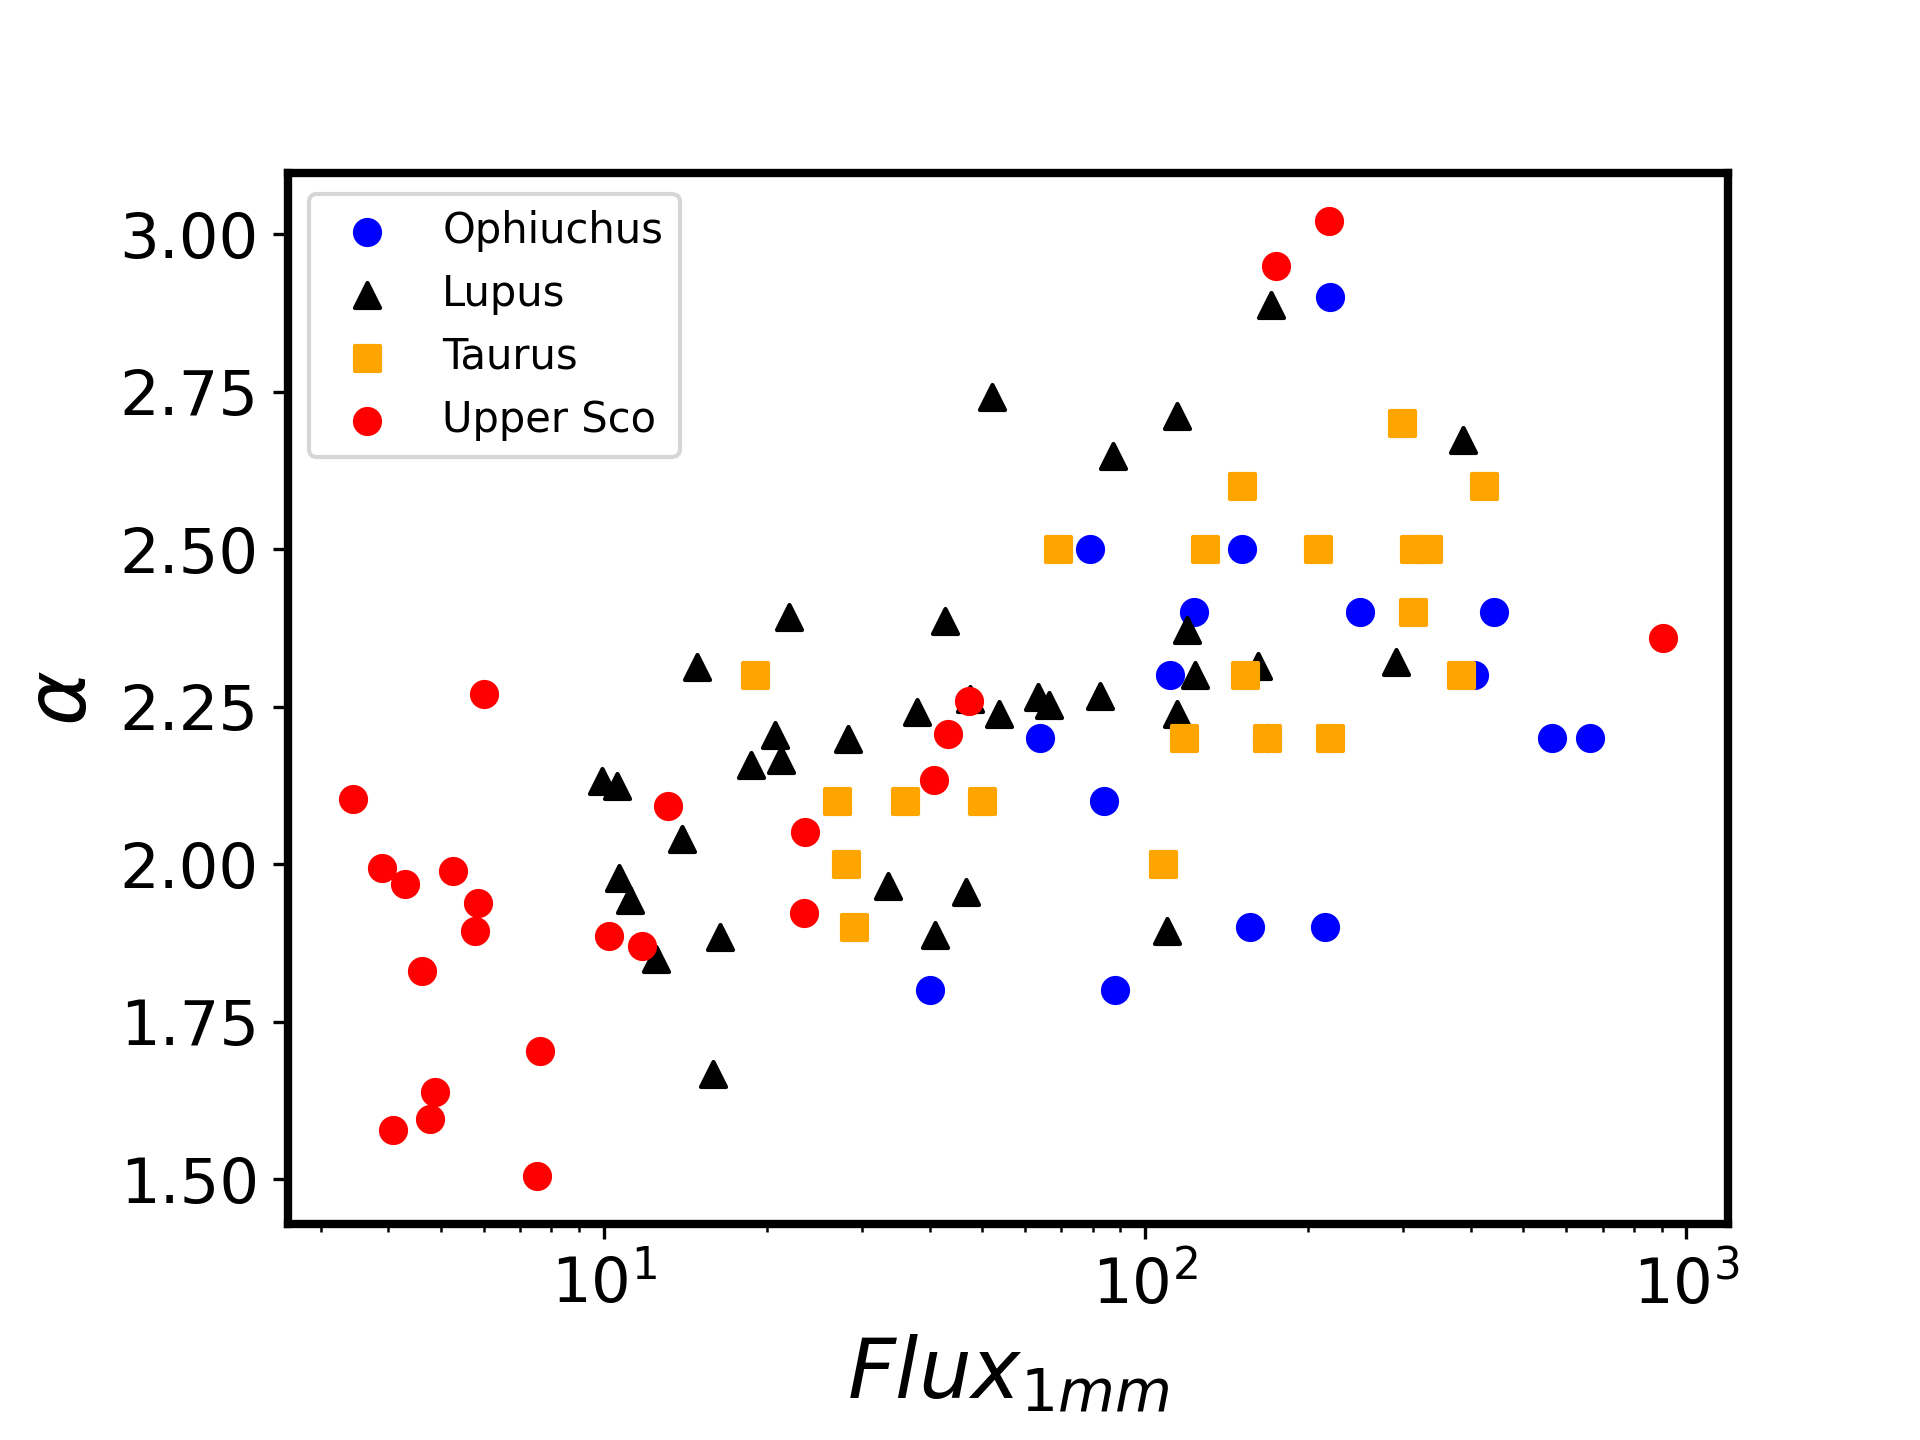 Ophiuchus
Lupus
Taurus
Upper Sco
3.00
2.75
2.50
2.25
2.00
1.75
1.50
α
10¹ 10² 10³
Flux₁ₘₘ